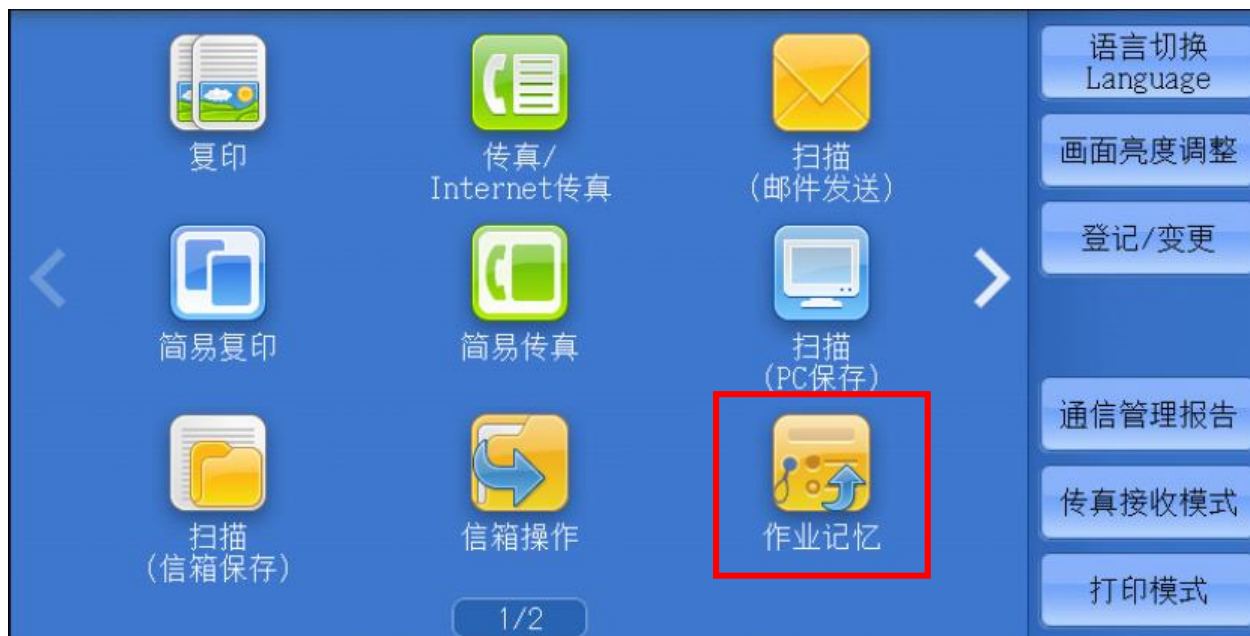 复印
传真/
Internet传真
扫描
(邮件发送)
简易复印
简易传真
扫描
(PC保存)
扫描
(信箱保存)
信箱操作
作业记忆
1/2
语言切换
Language
画面亮度调整
登记/变更
通信管理报告
传真接收模式
打印模式